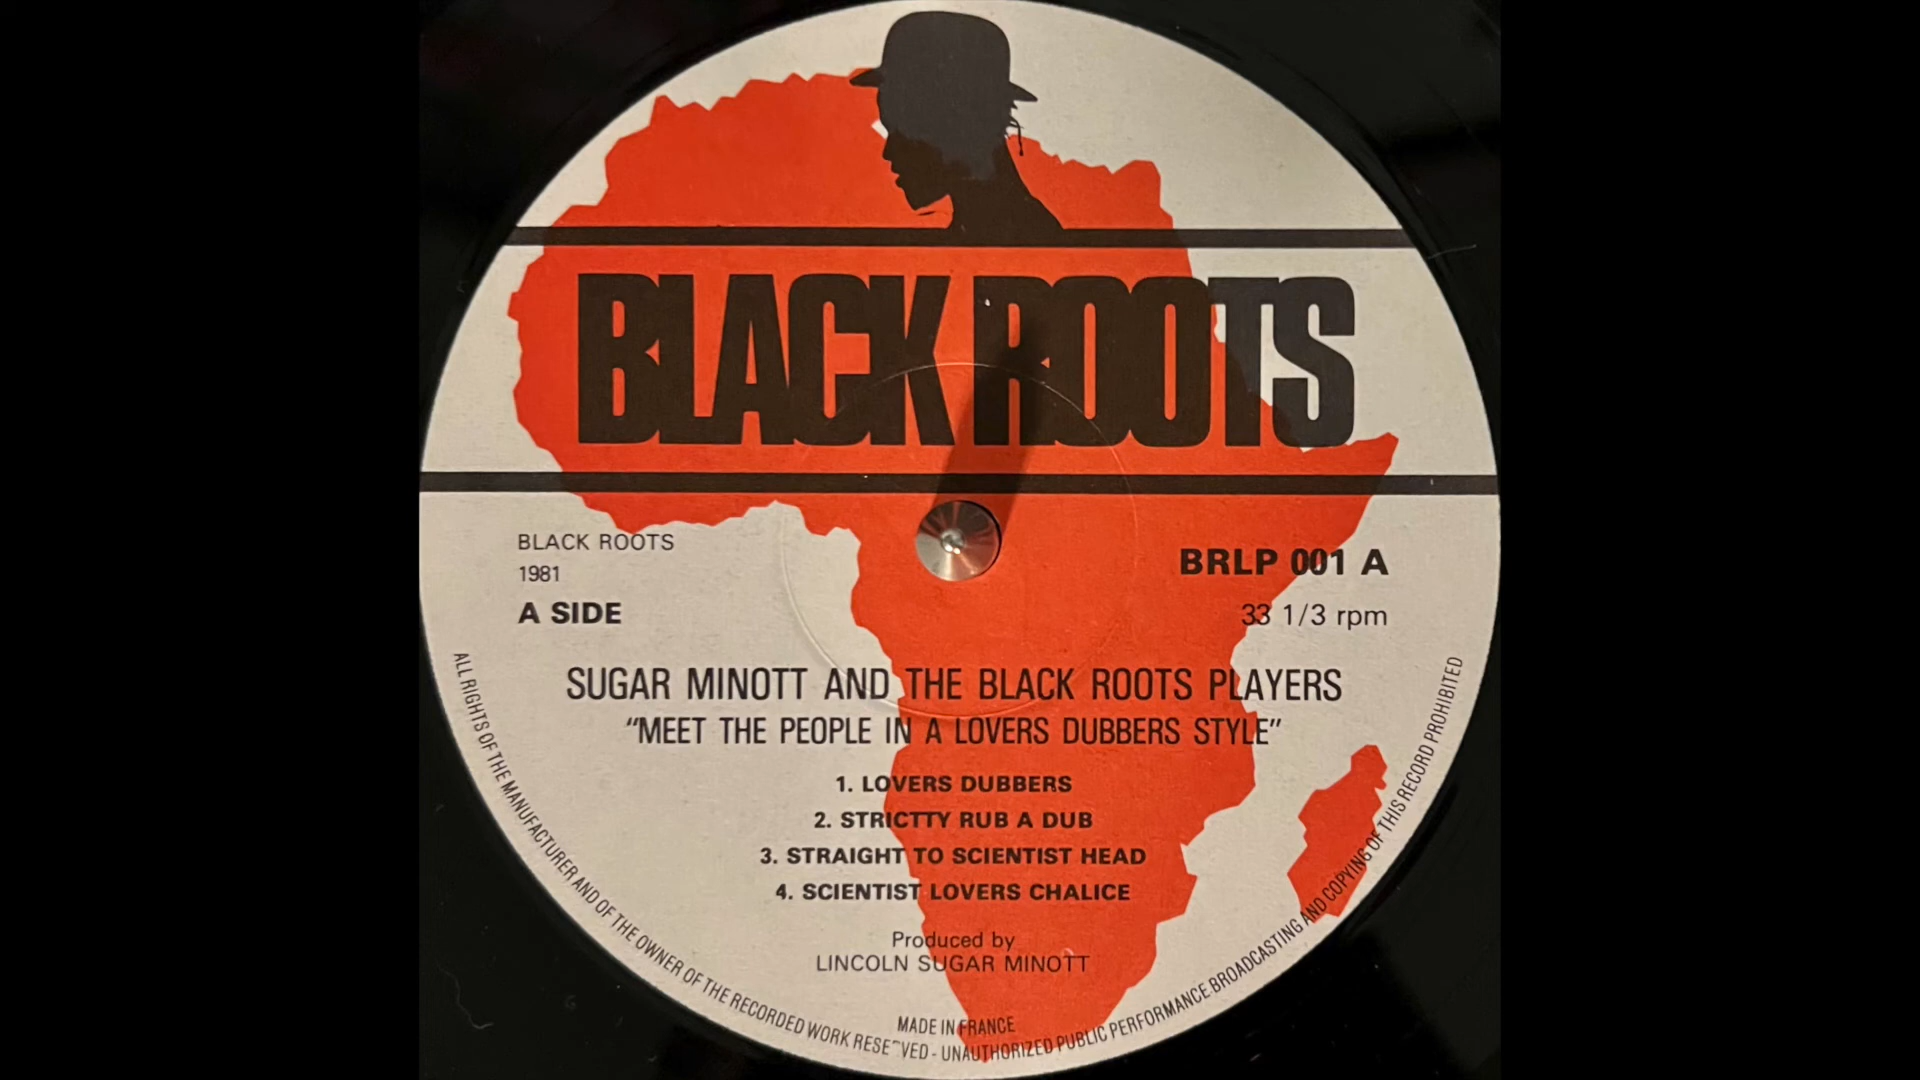 BLACK ROOTS
BLACK ROOTS
1981
A SIDE
BRLP 001 A
33 1/3 rpm
SUGAR MINOTT AND THE BLACK ROOTS PLAYERS
“MEET THE PEOPLE IN A LOVERS DUBBERS STYLE”
1. LOVERS DUBBERS
2. STRICTTY RUB A DUB
3. STRAIGHT TO SCIENTIST HEAD
4. SCIENTIST LOVERS CHALICE
Produced by
LINCOLN SUGAR MINOTT
MADE IN FRANCE
ALL RIGHTS OF THE MANUFACTURER AND OF THE OWNER OF THE RECORDED WORK RESERVED - UNAUTHORIZED PUBLIC PERFORMANCE BROADCASTING AND COPYING OF THIS RECORD PROHIBITED